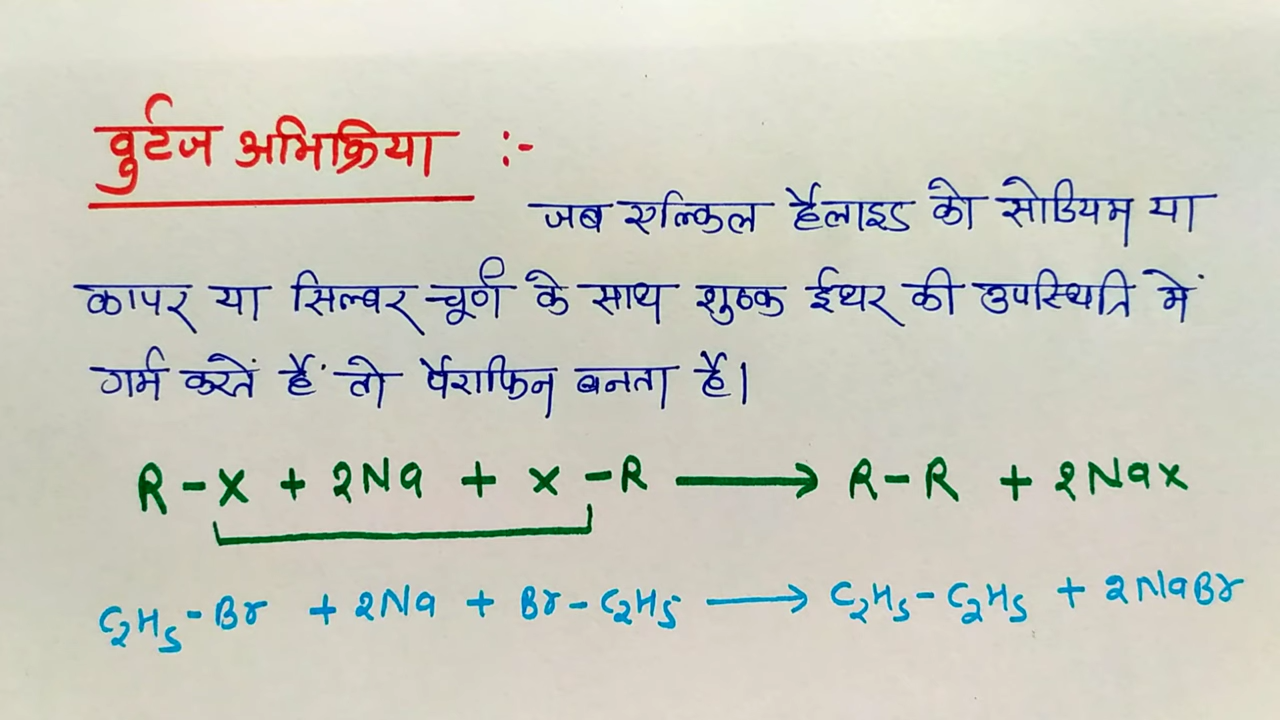 वुर्टज अभिक्रिया :-
जब एल्किल हैलाइड को सोडियम या
कापर या सिल्वर चूर्ण के साथ शुष्क ईथर की उपस्थिति में
गर्म करतें हैं तो पैराफिन बनता है।
R - X + 2Na + X - R ⟶ R - R + 2NaX
C₂H₅ - Br + 2Na + Br - C₂H₅ ⟶ C₂H₅ - C₂H₅ + 2NaBr